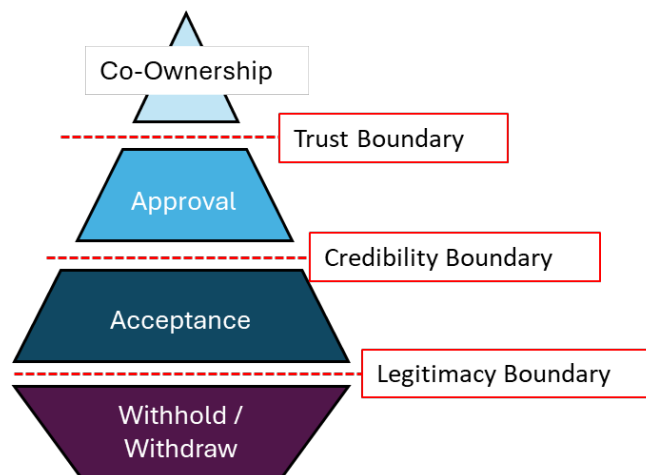 Co-Ownership
Trust Boundary
Approval
Credibility Boundary
Acceptance
Legitimacy Boundary
Withhold /
Withdraw